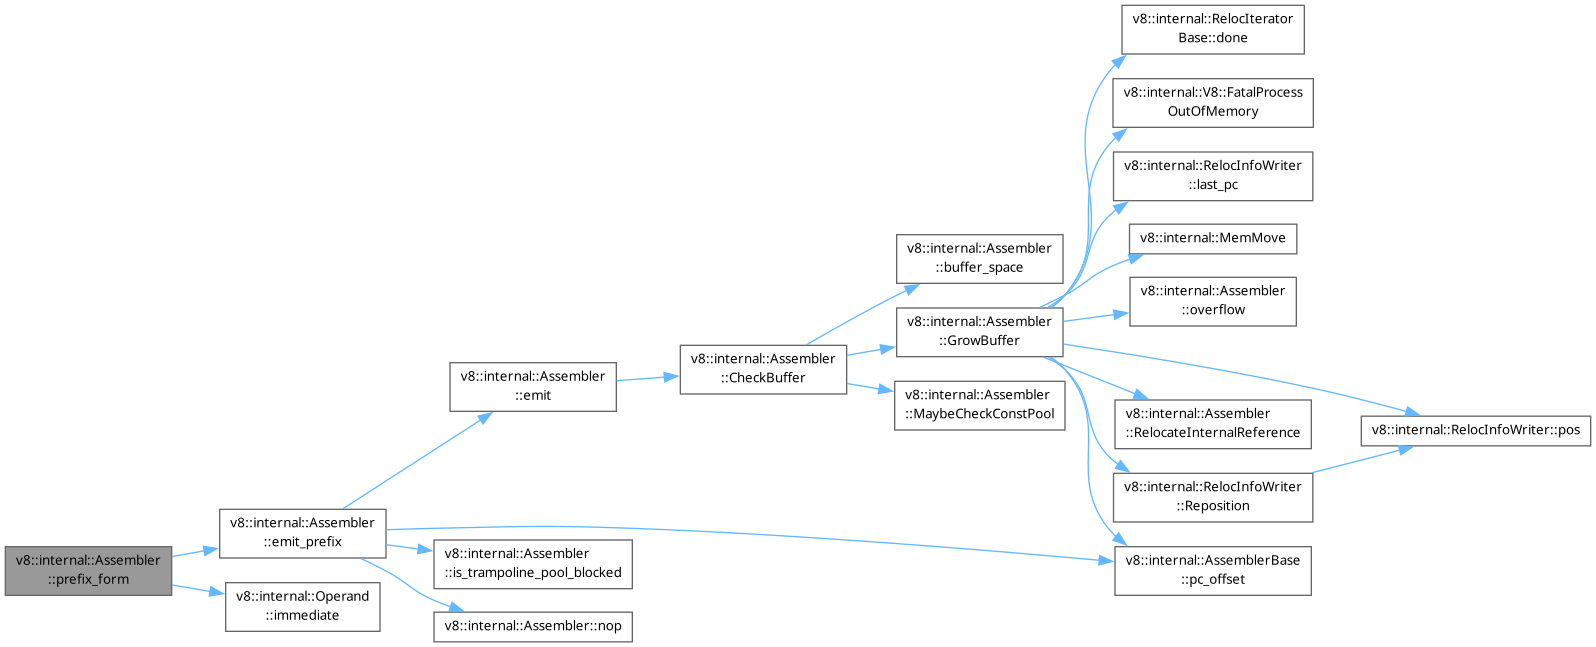 v8::internal::RelocIterator
Base::done
v8::internal::V8::FatalProcess
OutOfMemory
v8::internal::RelocInfoWriter
::last_pc
v8::internal::MemMove
v8::internal::Assembler
::buffer_space
v8::internal::Assembler
::overflow
v8::internal::Assembler
::GrowBuffer
v8::internal::Assembler
::CheckBuffer
v8::internal::Assembler
::emit
v8::internal::Assembler
::MaybeCheckConstPool
v8::internal::Assembler
::RelocateInternalReference
v8::internal::RelocInfoWriter::pos
v8::internal::RelocInfoWriter
::Reposition
v8::internal::Assembler
::emit_prefix
v8::internal::Assembler
::is_trampoline_pool_blocked
v8::internal::AssemblerBase
::pc_offset
v8::internal::Assembler
::prefix_form
v8::internal::Operand
::immediate
v8::internal::Assembler::nop